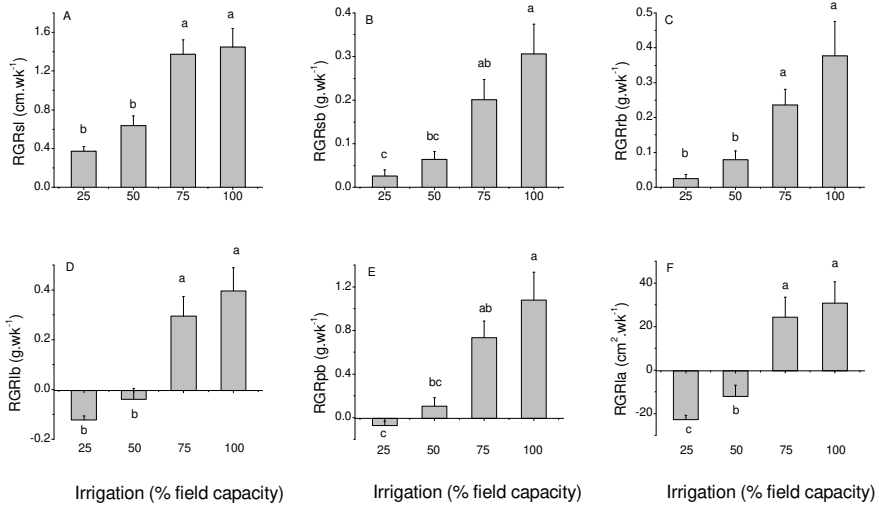 A
RGRsl (cm.wk-1)
1.6
1.2
0.8
0.4
0.0
b
b
a
a
25 50 75 100
B
RGRsb (g.wk-1)
0.4
0.3
0.2
0.1
0.0
c
bc
ab
a
25 50 75 100
C
RGRrb (g.wk-1)
0.5
0.4
0.3
0.2
0.1
0.0
b
b
a
a
25 50 75 100
D
RGRlb (g.wk-1)
0.4
0.2
0.0
-0.2
b
b
a
a
25 50 75 100
Irrigation (% field capacity)
E
RGRpb (g.wk-1)
1.2
0.8
0.4
0.0
c
bc
ab
a
25 50 75 100
Irrigation (% field capacity)
F
RGRla (cm2.wk-1)
40
20
0
-20
c
b
a
a
25 50 75 100
Irrigation (% field capacity)